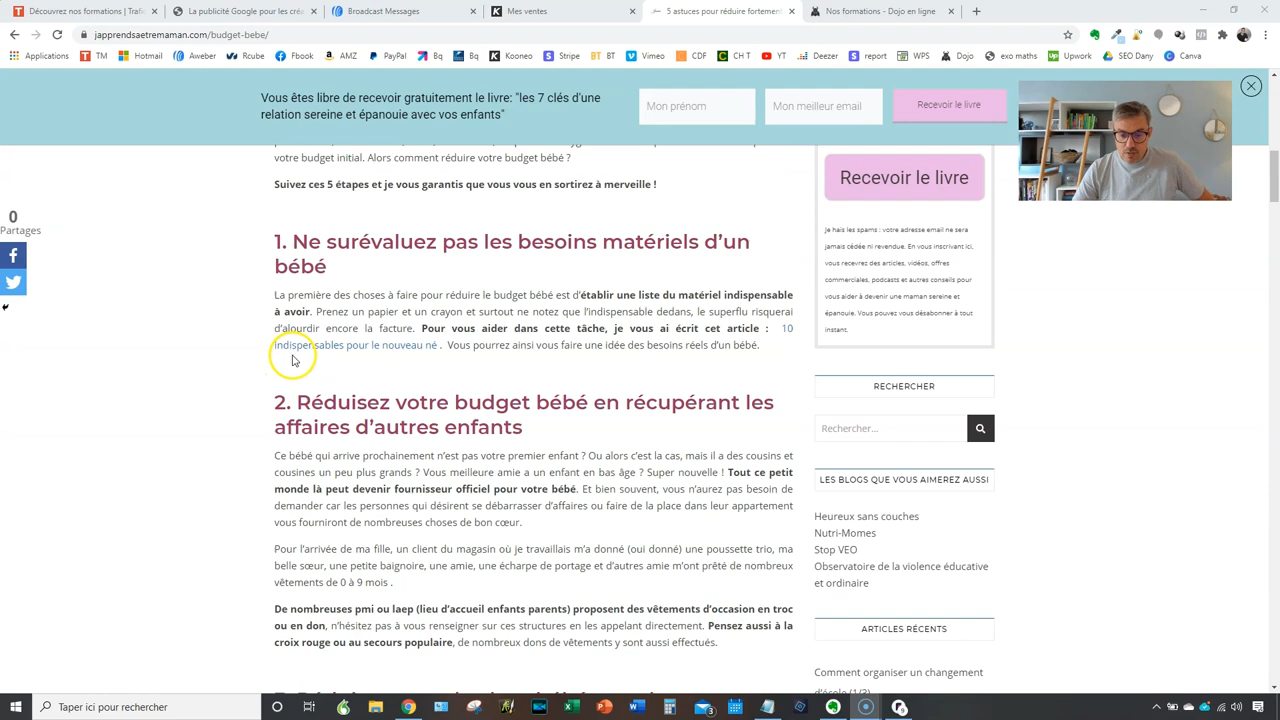 Découvrez nos formations | Trafi
La publicité Google pour les créa
Broadcast Messages
Mes ventes
5 astuces pour réduire fortement
Nos formations - Dojo en ligne
japprendsaetremaman.com/budget-bebe/
Applications TM Hotmail Aweber Rcube Fbook AMZ PayPal Bq Kooneo Stripe BT Bq CDF CH T YT Deezer report WPS Dojo exo maths Upwork SEO Dany Canva
Vous êtes libre de recevoir gratuitement le livre: "les 7 clés d'une
relation sereine et épanouie avec vos enfants"
Mon prénom
Mon meilleur email
Recevoir le livre
votre budget initial. Alors comment réduire votre budget bébé ?
Suivez ces 5 étapes et je vous garantis que vous vous en sortirez à merveille !
0
Partages
1. Ne surévaluez pas les besoins matériels d'un
bébé
La première des choses à faire pour réduire le budget bébé est d'établir une liste du matériel indispensable
à avoir. Prenez un papier et un crayon et surtout ne notez que l'indispensable dedans, le superflu risquerai
d'alourdir encore la facture. Pour vous aider dans cette tâche, je vous ai écrit cet article : 10
indispensables pour le nouveau né . Vous pourrez ainsi vous faire une idée des besoins réels d'un bébé.
2. Réduisez votre budget bébé en récupérant les
affaires d'autres enfants
Ce bébé qui arrive prochainement n'est pas votre premier enfant ? Ou alors c'est la cas, mais il a des cousins et
cousines un peu plus grands ? Vous meilleure amie a un enfant en bas âge ? Super nouvelle ! Tout ce petit
monde là peut devenir fournisseur officiel pour votre bébé. Et bien souvent, vous n'aurez pas besoin de
demander car les personnes qui désirent se débarrasser d'affaires ou faire de la place dans leur appartement
vous fourniront de nombreuses choses de bon cœur.
Pour l'arrivée de ma fille, un client du magasin où je travaillais m'a donné (oui donné) une poussette trio, ma
belle sœur, une petite baignoire, une amie, une écharpe de portage et d'autres amie m'ont prêté de nombreux
vêtements de 0 à 9 mois .
De nombreuses pmi ou laep (lieu d'accueil enfants parents) proposent des vêtements d'occasion en troc
ou en don, n'hésitez pas à vous renseigner sur ces structures en les appelant directement. Pensez aussi à la
croix rouge ou au secours populaire, de nombreux dons de vêtements y sont aussi effectués.
Recevoir le livre
Je hais les spams : votre adresse email ne sera
jamais cédée ni revendue. En vous inscrivant ici,
vous recevrez des articles, vidéos, offres
commerciales, podcasts et autres conseils pour
vous aider à devenir une maman sereine et
épanouie. Vous pouvez vous désabonner à tout
instant.
RECHERCHER
Rechercher...
LES BLOGS QUE VOUS AIMEREZ AUSSI
Heureux sans couches
Nutri-Momes
Stop VEO
Observatoire de la violence éducative
et ordinaire
ARTICLES RÉCENTS
Comment organiser un changement
d'école (1/3)
Taper ici pour rechercher